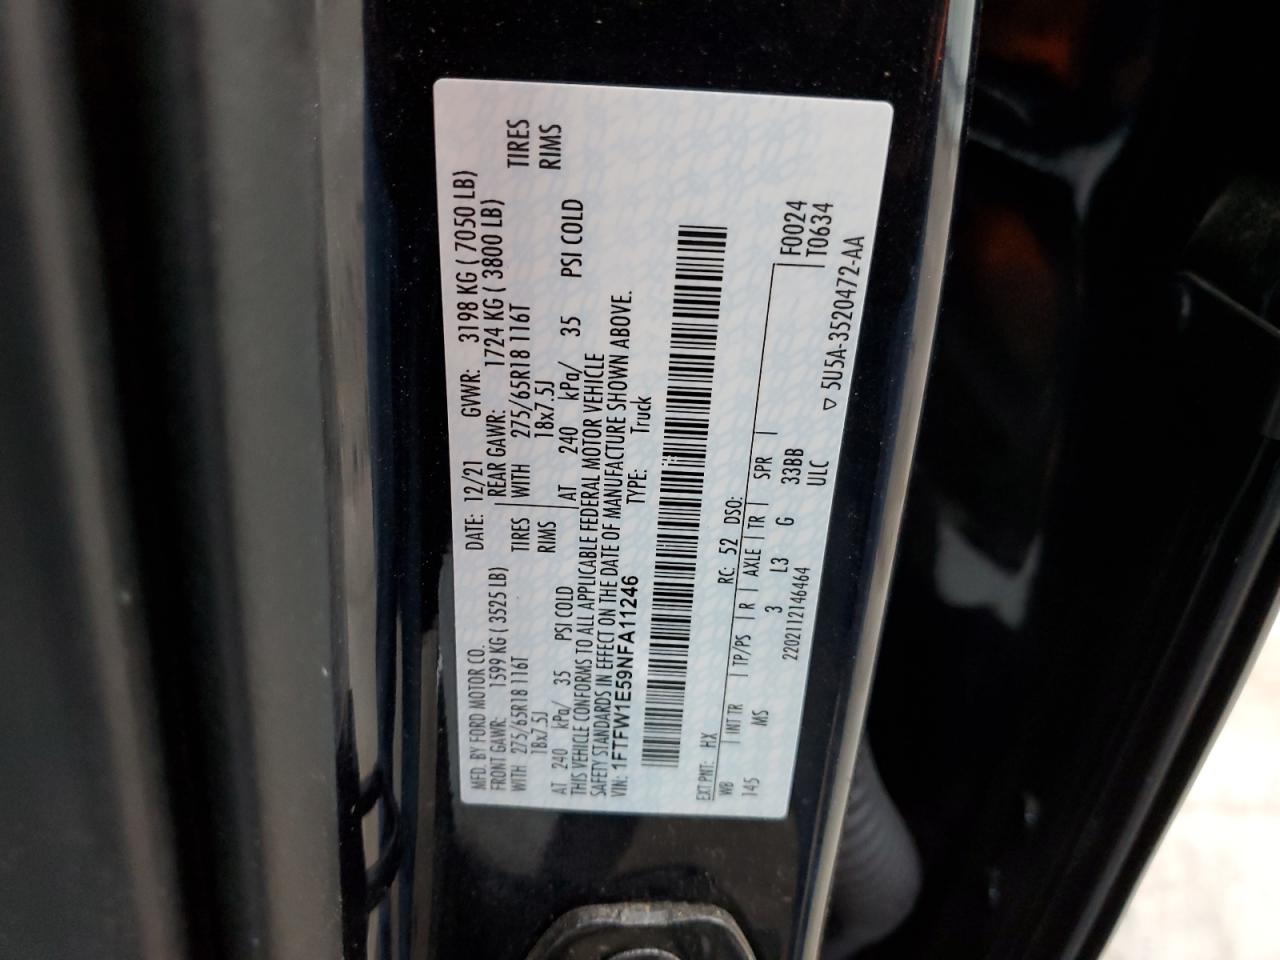 MFD. BY FORD MOTOR CO. DATE: 12/21 GVWR: 3198 KG ( 7050 LB)
FRONT GAWR: 1599 KG ( 3525 LB) REAR GAWR: 1724 KG ( 3800 LB)
WITH 275/65R18 116T TIRES WITH 275/65R18 116T TIRES
18x7.5J RIMS 18x7.5J RIMS
AT 240 kPa/ 35 PSI COLD AT 240 kPa/ 35 PSI COLD
THIS VEHICLE CONFORMS TO ALL APPLICABLE FEDERAL MOTOR VEHICLE
SAFETY STANDARDS IN EFFECT ON THE DATE OF MANUFACTURE SHOWN ABOVE.
VIN: 1FTFW1E59NFA11246 TYPE: Truck
EXT PNT: HX RC: 52 DSO: F0024
WB INT TR TP/PS R AXLE TR SPR T0634
145 MS 3 L3 G 33BB
2202112146464 ULC ▽ 5U5A-3520472-AA